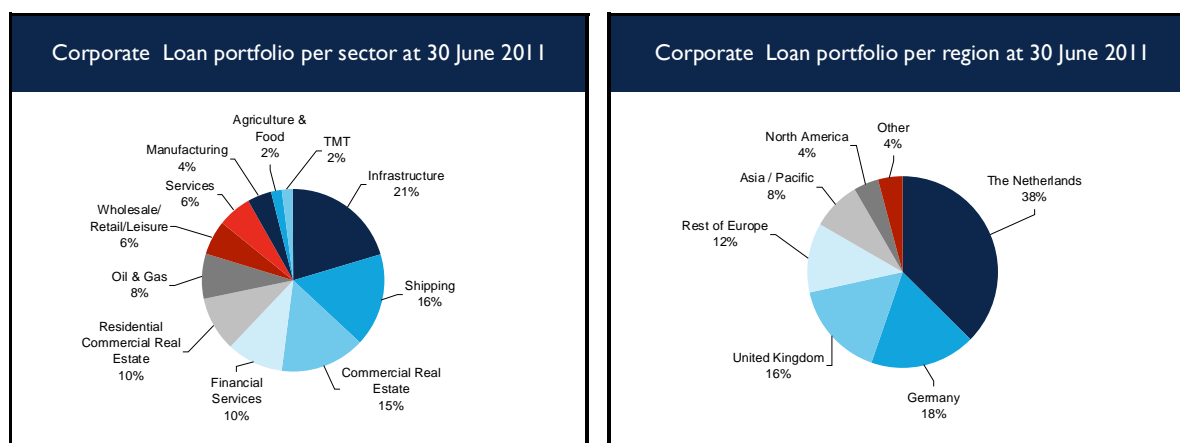 Corporate Loan portfolio per sector at 30 June 2011
Agriculture &
Food
2%
TMT
2%
Manufacturing
4%
Infrastructure
21%
Services
6%
Wholesale/
Retail/Leisure
6%
Oil & Gas
8%
Shipping
16%
Residential
Commercial Real
Estate
10%
Financial
Services
10%
Commercial Real
Estate
15%
Corporate Loan portfolio per region at 30 June 2011
Other
4%
North America
4%
Asia / Pacific
8%
The Netherlands
38%
Rest of Europe
12%
United Kingdom
16%
Germany
18%